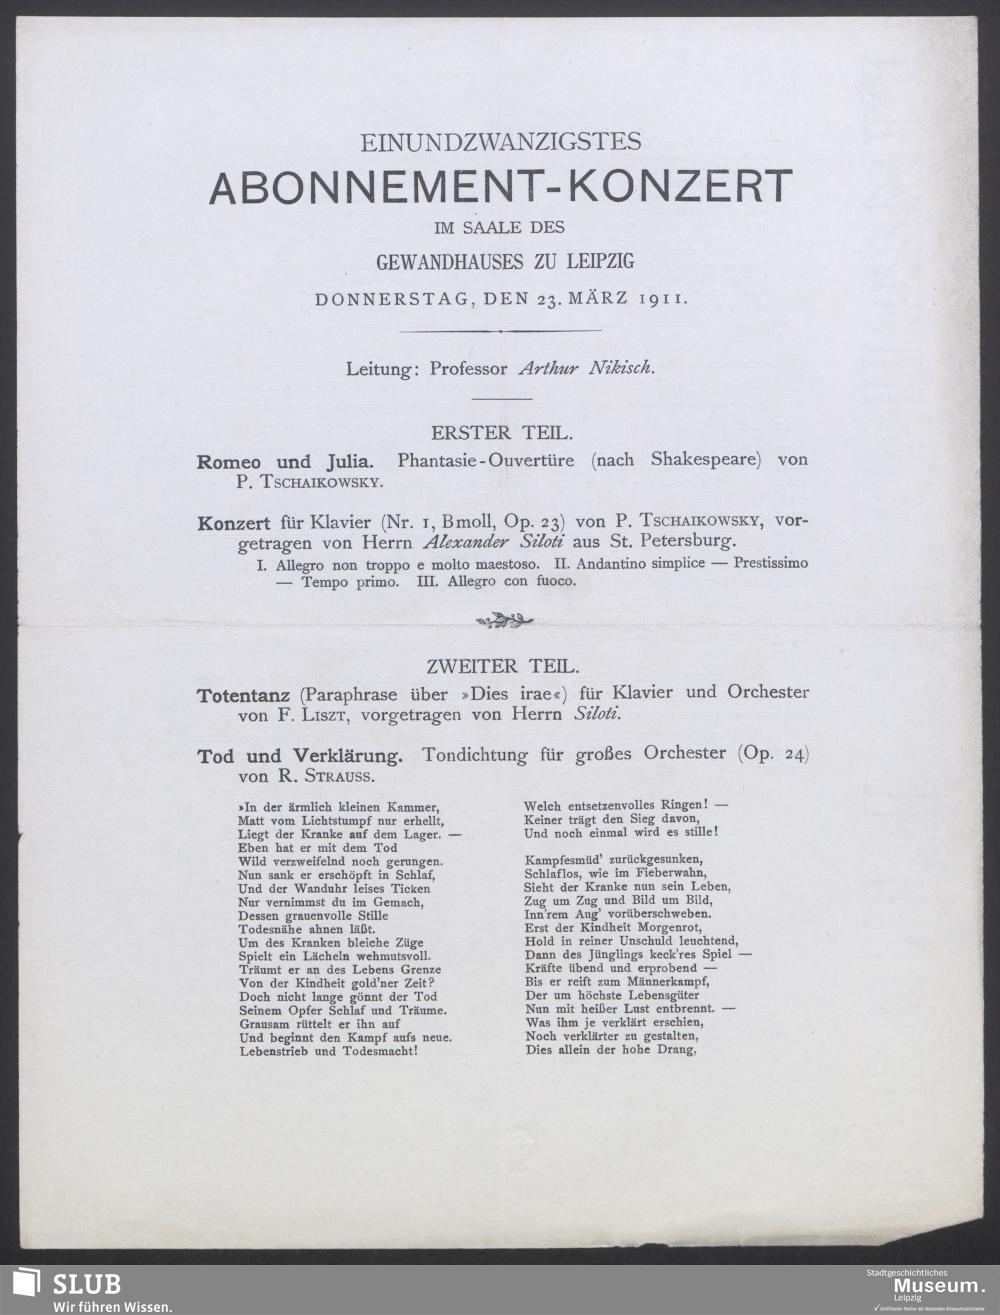 EINUNDZWANZIGSTES
ABONNEMENT-KONZERT
IM SAALE DES
GEWANDHAUSES ZU LEIPZIG
DONNERSTAG, DEN 23. MÄRZ 1911.
Leitung: Professor Arthur Nikisch.
ERSTER TEIL.
Romeo und Julia. Phantasie-Ouvertüre (nach Shakespeare) von
P. TSCHAIKOWSKY.
Konzert für Klavier (Nr. 1, Bmoll, Op. 23) von P. TSCHAIKOWSKY, vor-
getragen von Herrn Alexander Siloti aus St. Petersburg.
I. Allegro non troppo e molto maestoso. II. Andantino simplice — Prestissimo
— Tempo primo. III. Allegro con fuoco.
ZWEITER TEIL.
Totentanz (Paraphrase über »Dies irae«) für Klavier und Orchester
von F. LISZT, vorgetragen von Herrn Siloti.
Tod und Verklärung. Tondichtung für großes Orchester (Op. 24)
von R. STRAUSS.
»In der ärmlich kleinen Kammer,
Matt vom Lichtstumpf nur erhellt,
Liegt der Kranke auf dem Lager. —
Eben hat er mit dem Tod
Wild verzweifelnd noch gerungen.
Nun sank er erschöpft in Schlaf,
Und der Wanduhr leises Ticken
Nur vernimmst du im Gemach,
Dessen grauenvolle Stille
Todesnähe ahnen läßt.
Um des Kranken bleiche Züge
Spielt ein Lächeln wehmutsvoll.
Träumt er an des Lebens Grenze
Von der Kindheit gold'ner Zeit?
Doch nicht lange gönnt der Tod
Seinem Opfer Schlaf und Träume.
Grausam rüttelt er ihn auf
Und beginnt den Kampf aufs neue.
Lebenstrieb und Todesmacht!
Welch entsetzenvolles Ringen! —
Keiner trägt den Sieg davon,
Und noch einmal wird es stille!
Kampfesmüd' zurückgesunken,
Schlaflos, wie im Fieberwahn,
Sieht der Kranke nun sein Leben,
Zug um Zug und Bild um Bild,
Inn'rem Aug' vorüberschweben.
Erst der Kindheit Morgenrot,
Hold in reiner Unschuld leuchtend,
Dann des Jünglings keck'res Spiel —
Kräfte übend und erprobend —
Bis er reift zum Männerkampf,
Der um höchste Lebensgüter
Nun mit heißer Lust entbrennt. —
Was ihm je verklärt erschien,
Noch verklärter zu gestalten,
Dies allein der hohe Drang,
SLUB
Wir führen Wissen.
Stadtgeschichtliches
Museum.
Leipzig
Zertifizierter Partner der Nationalen Klimaschutzinitiative